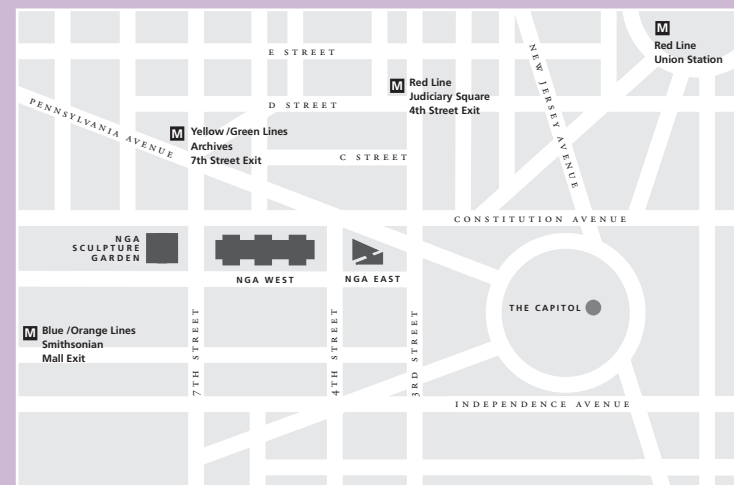 M
Red Line
Union Station
E STREET
NEW JERSEY AVENUE
M
Red Line
Judiciary Square
4th Street Exit
PENNSYLVANIA AVENUE
D STREET
M
Yellow /Green Lines
Archives
7th Street Exit
C STREET
CONSTITUTION AVENUE
NGA
SCULPTURE
GARDEN
NGA WEST
NGA EAST
THE CAPITOL
M
Blue /Orange Lines
Smithsonian
Mall Exit
7TH STREET
4TH STREET
3RD STREET
INDEPENDENCE AVENUE